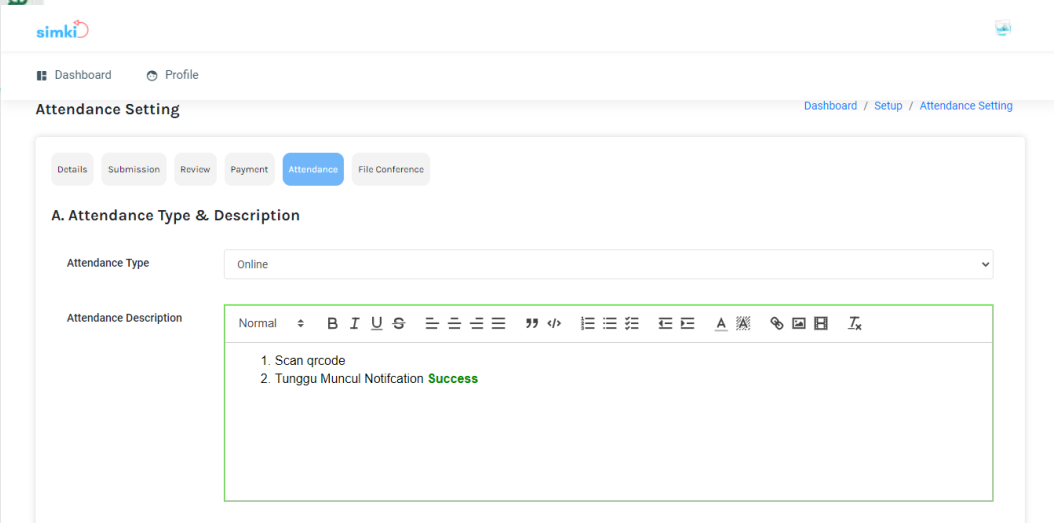 simki
Dashboard Profile
Attendance Setting
Dashboard / Setup / Attendance Setting
Details Submission Review Payment Attendance File Conference
A. Attendance Type & Description
Attendance Type
Online
Attendance Description
Normal
1. Scan qrcode
2. Tunggu Muncul Notifcation Success